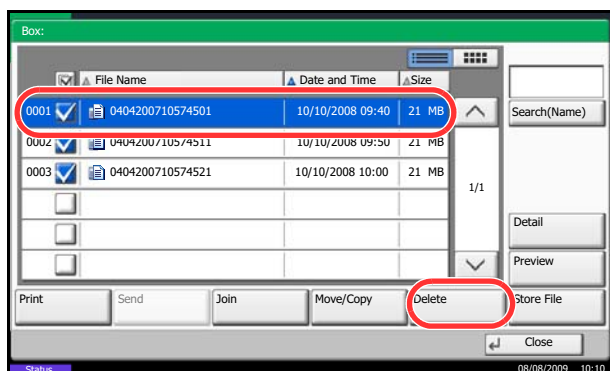 Box:
File Name Date and Time Size
0001 0404200710574501 10/10/2008 09:40 21 MB
0002 0404200710574511 10/10/2008 09:50 21 MB
0003 0404200710574521 10/10/2008 10:00 21 MB
1/1
Search(Name)
Detail
Preview
Print Send Join Move/Copy Delete Store File
Close
Status 08/08/2009 10:10